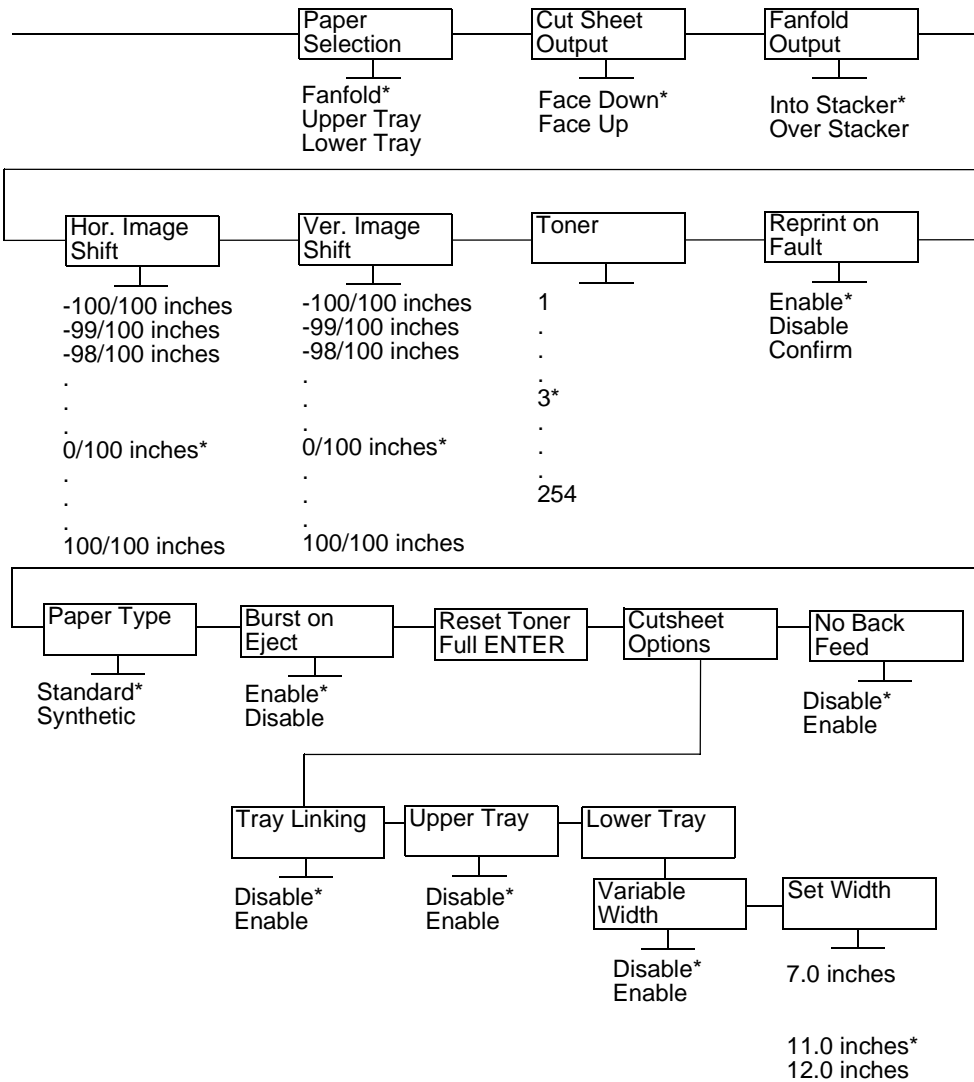 Paper
Selection
Cut Sheet
Output
Fanfold
Output
Fanfold*
Upper Tray
Lower Tray
Face Down*
Face Up
Into Stacker*
Over Stacker
Hor. Image
Shift
Ver. Image
Shift
Toner
Reprint on
Fault
-100/100 inches
-99/100 inches
-98/100 inches
.
.
.
0/100 inches*
.
.
.
100/100 inches
-100/100 inches
-99/100 inches
-98/100 inches
.
.
.
0/100 inches*
.
.
.
100/100 inches
1
.
.
.
3*
.
.
.
254
Enable*
Disable
Confirm
Paper Type
Burst on
Eject
Reset Toner
Full ENTER
Cutsheet
Options
No Back
Feed
Standard*
Synthetic
Enable*
Disable
Disable*
Enable
Tray Linking
Upper Tray
Lower Tray
Disable*
Enable
Disable*
Enable
Variable
Width
Set Width
Disable*
Enable
7.0 inches
11.0 inches*
12.0 inches